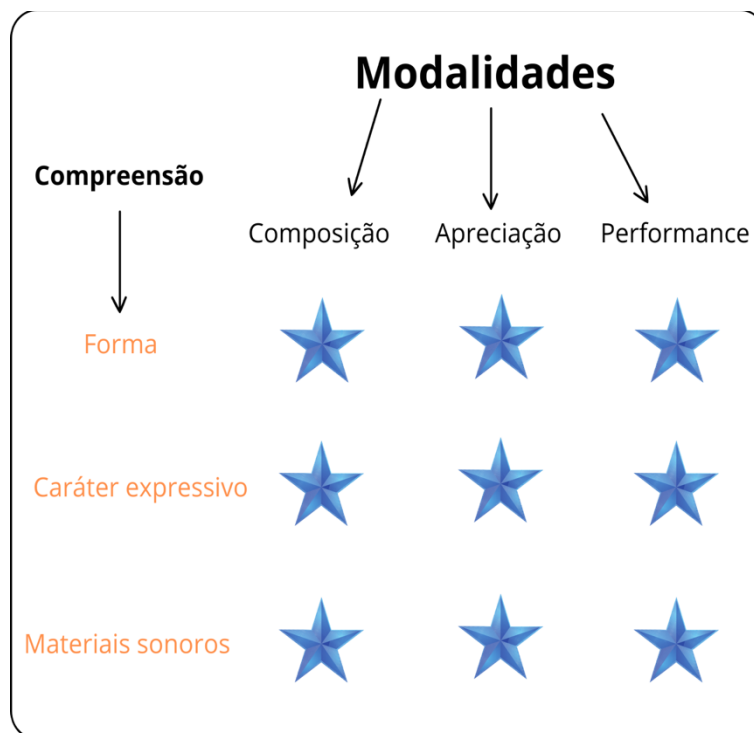 Modalidades
Compreensão
Composição Apreciação Performance
Forma
Caráter expressivo
Materiais sonoros